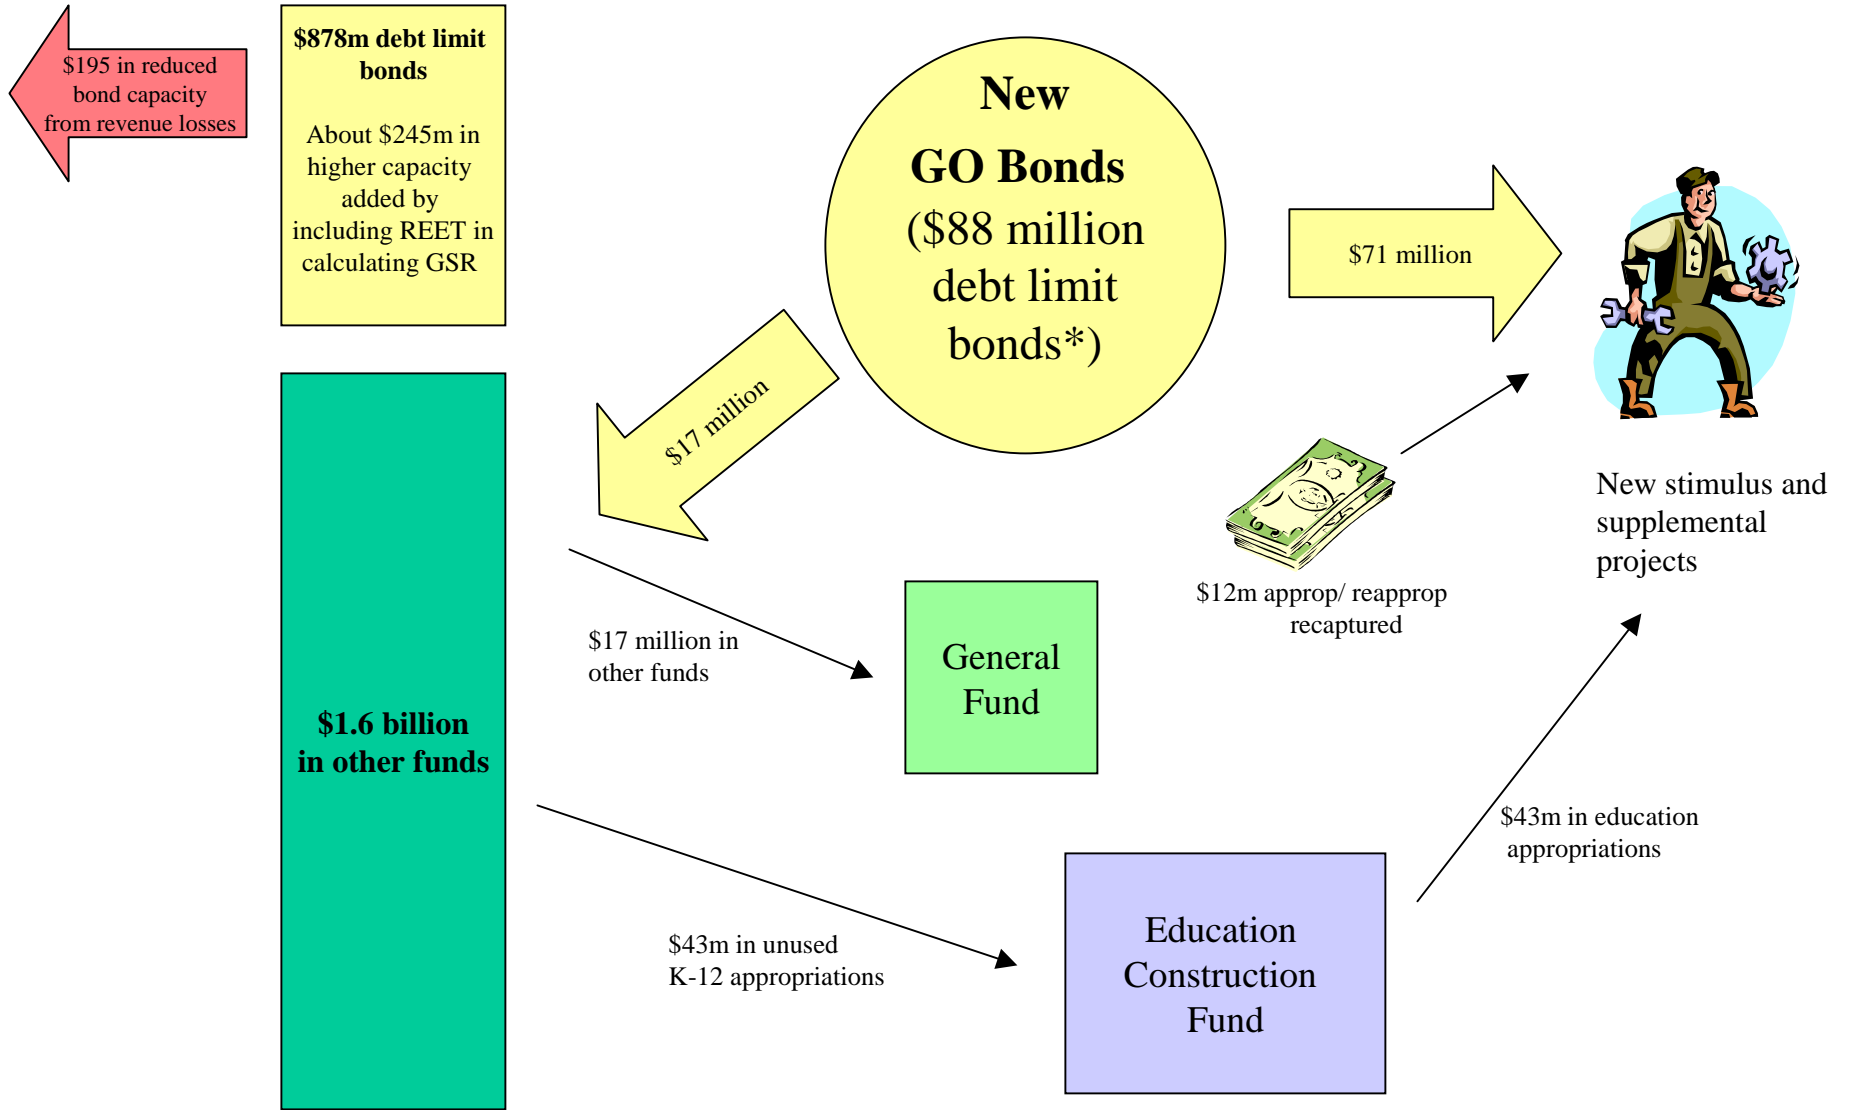 $195 in reduced
bond capacity
from revenue losses
$878m debt limit
bonds
About $245m in
higher capacity
added by
including REET in
calculating GSR
New
GO Bonds
($88 million
debt limit
bonds*)
$71 million
$17 million
New stimulus and
supplemental
projects
$12m approp/ reapprop
recaptured
$17 million in
other funds
General
Fund
$1.6 billion
in other funds
$43m in education
appropriations
$43m in unused
K-12 appropriations
Education
Construction
Fund